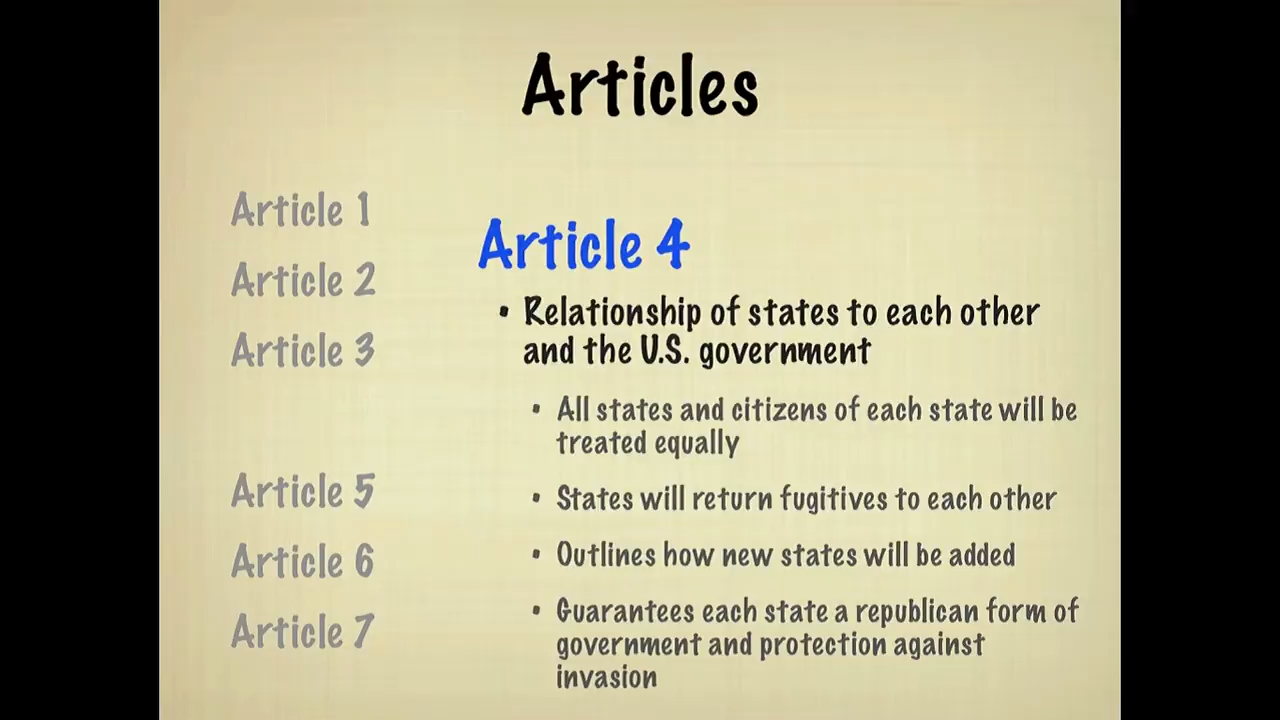 Articles
Article 1
Article 2
Article 3
Article 5
Article 6
Article 7
Article 4
• Relationship of states to each other
and the U.S. government
• All states and citizens of each state will be
treated equally
• States will return fugitives to each other
• Outlines how new states will be added
• Guarantees each state a republican form of
government and protection against
invasion